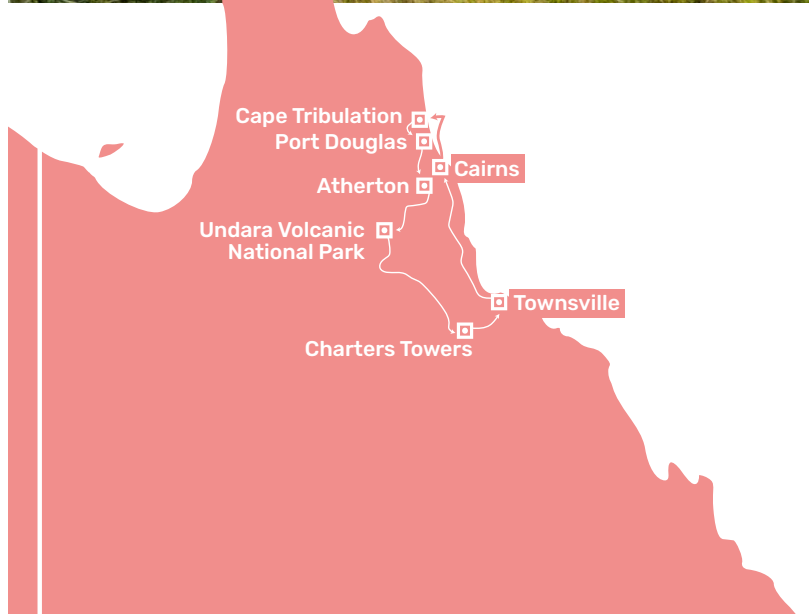 Cape Tribulation
Port Douglas
Cairns
Atherton
Undara Volcanic
National Park
Townsville
Charters Towers